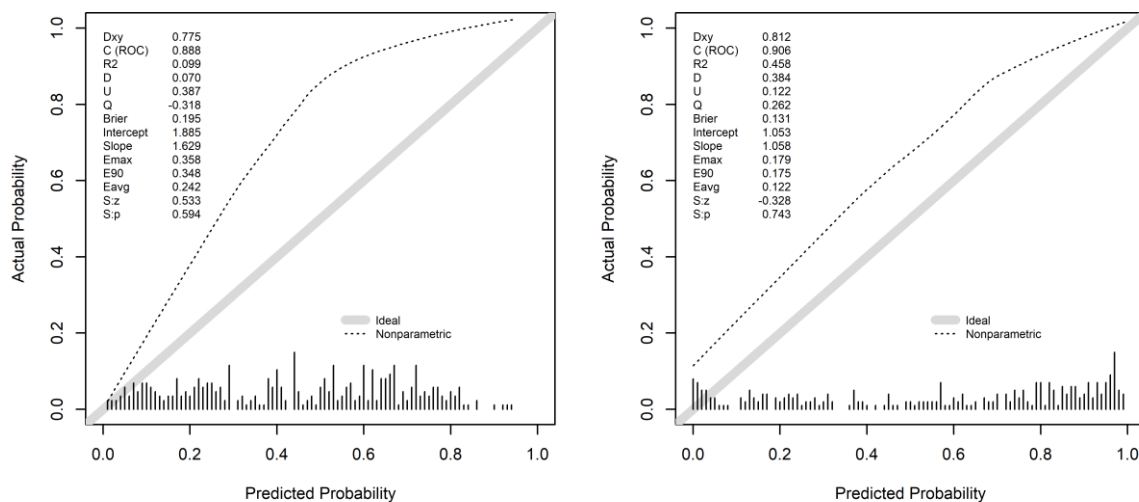 Dxy 0.775
C (ROC) 0.888
R2 0.099
D 0.070
U 0.387
Q -0.318
Brier 0.195
Intercept 1.885
Slope 1.629
Emax 0.358
E90 0.348
Eavg 0.242
S:z 0.533
S:p 0.594
Ideal
Nonparametric
Actual Probability
0.0 0.2 0.4 0.6 0.8 1.0
0.0 0.2 0.4 0.6 0.8 1.0
Predicted Probability
Dxy 0.812
C (ROC) 0.906
R2 0.458
D 0.384
U 0.122
Q 0.262
Brier 0.131
Intercept 1.053
Slope 1.058
Emax 0.179
E90 0.175
Eavg 0.122
S:z -0.328
S:p 0.743
Ideal
Nonparametric
Actual Probability
0.0 0.2 0.4 0.6 0.8 1.0
0.0 0.2 0.4 0.6 0.8 1.0
Predicted Probability